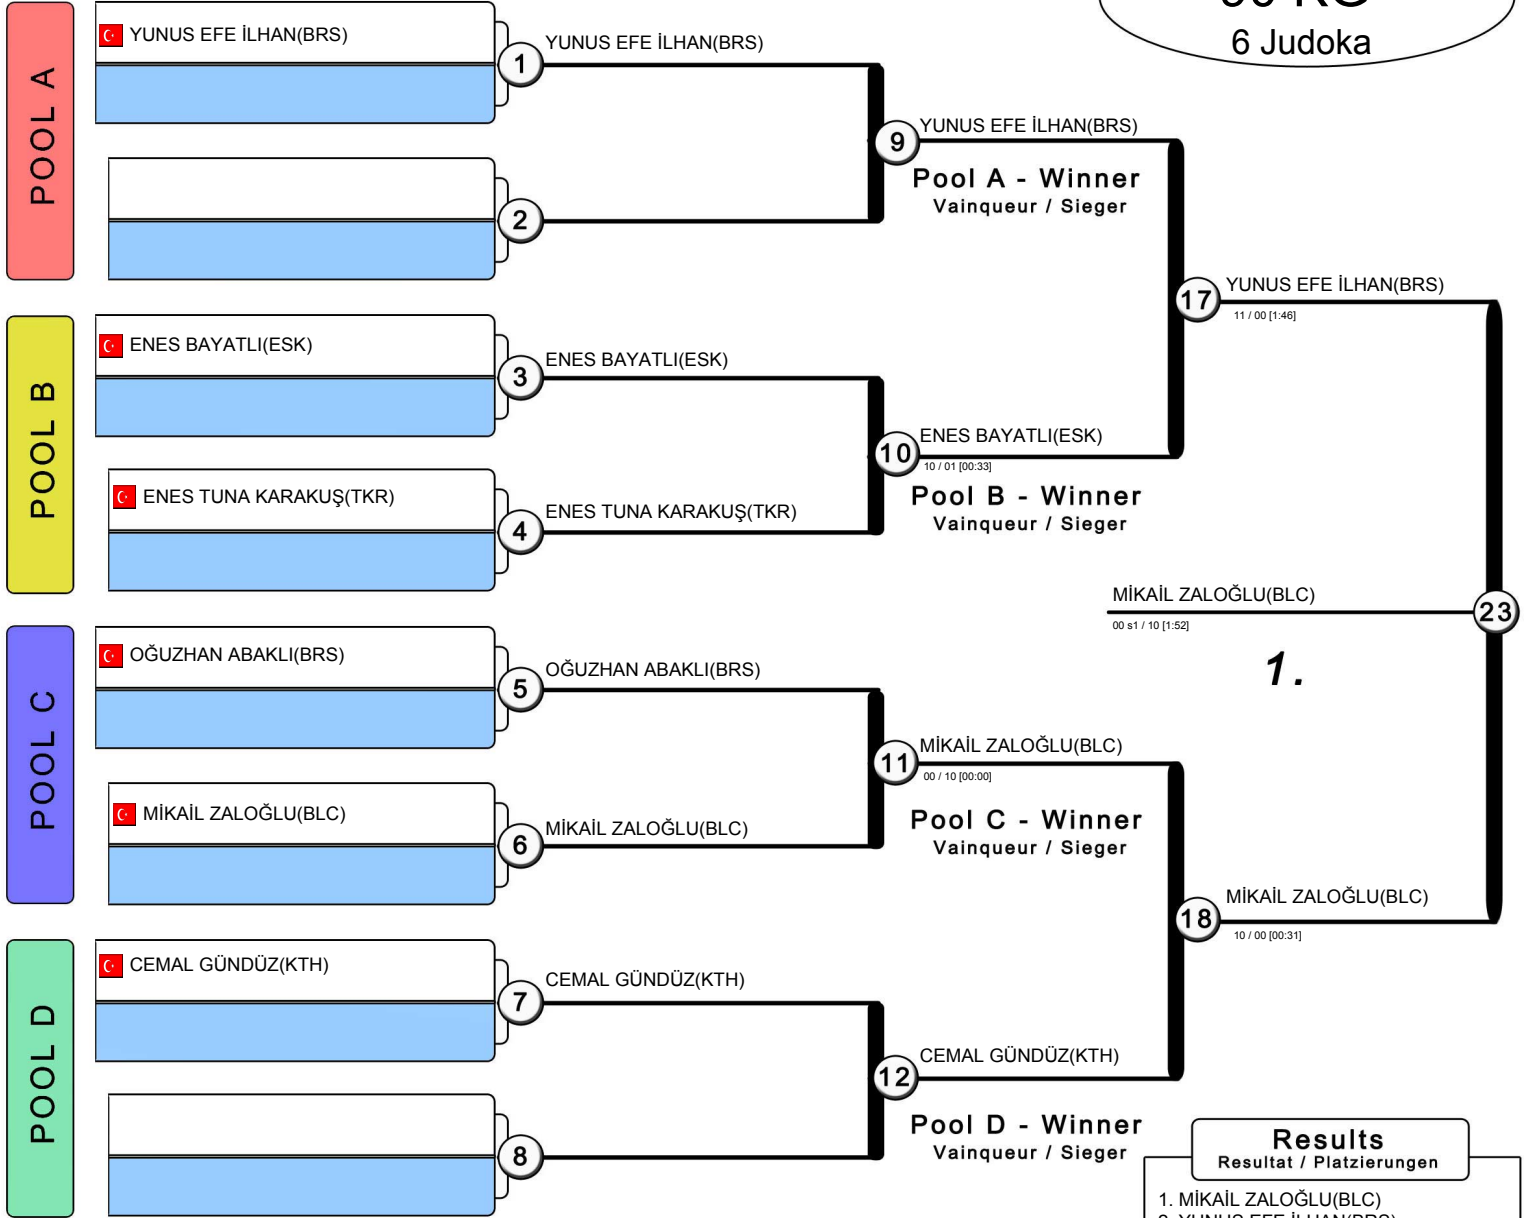 KG
6 Judoka
POOL A
YUNUS EFE İLHAN(BRS)
1
YUNUS EFE İLHAN(BRS)
2
9
YUNUS EFE İLHAN(BRS)
Pool A - Winner
Vainqueur / Sieger
17
YUNUS EFE İLHAN(BRS)
11 / 00 [1:46]
POOL B
ENES BAYATLI(ESK)
3
ENES BAYATLI(ESK)
ENES TUNA KARAKUŞ(TKR)
4
ENES TUNA KARAKUŞ(TKR)
10
ENES BAYATLI(ESK)
10 / 01 [00:33]
Pool B - Winner
Vainqueur / Sieger
MİKAİL ZALOĞLU(BLC)
00 s1 / 10 [1:52]
23
1.
POOL C
OĞUZHAN ABAKLI(BRS)
5
OĞUZHAN ABAKLI(BRS)
MİKAİL ZALOĞLU(BLC)
6
MİKAİL ZALOĞLU(BLC)
11
MİKAİL ZALOĞLU(BLC)
00 / 10 [00:00]
Pool C - Winner
Vainqueur / Sieger
18
MİKAİL ZALOĞLU(BLC)
10 / 00 [00:31]
POOL D
CEMAL GÜNDÜZ(KTH)
7
CEMAL GÜNDÜZ(KTH)
8
12
CEMAL GÜNDÜZ(KTH)
Pool D - Winner
Vainqueur / Sieger
Results
Resultat / Platzierungen
1. MİKAİL ZALOĞLU(BLC)
2. YUNUS EFE İLHAN(BRS)